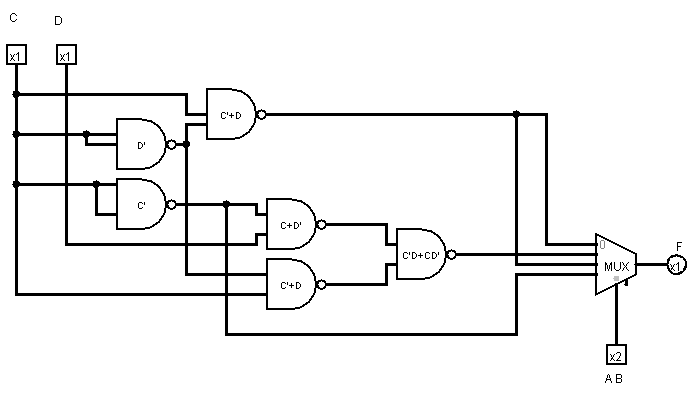 C D
x1 x1
C'+D
D'
C'
C+D'
C'+D
C'D+CD'
0
MUX
F
x1
x2
A B